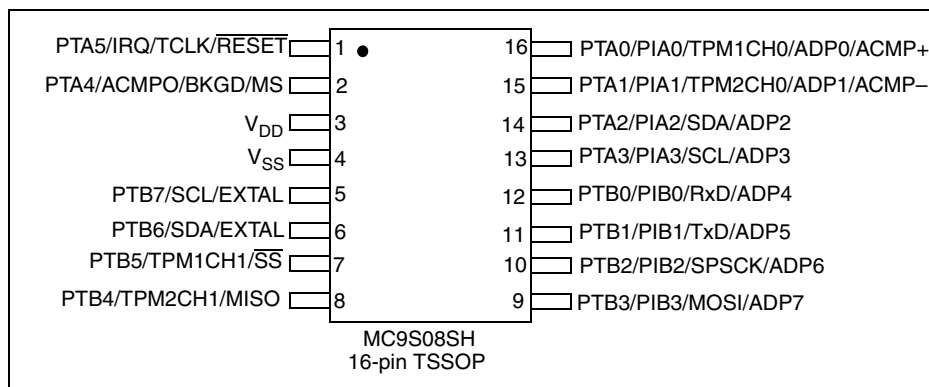 PTA5/IRQ/TCLK/RESET 1 16 PTA0/PIA0/TPM1CH0/ADP0/ACMP+
PTA4/ACMPO/BKGD/MS 2 15 PTA1/PIA1/TPM2CH0/ADP1/ACMP–
VDD 3 14 PTA2/PIA2/SDA/ADP2
VSS 4 13 PTA3/PIA3/SCL/ADP3
PTB7/SCL/EXTAL 5 12 PTB0/PIB0/RxD/ADP4
PTB6/SDA/EXTAL 6 11 PTB1/PIB1/TxD/ADP5
PTB5/TPM1CH1/SS 7 10 PTB2/PIB2/SPSCK/ADP6
PTB4/TPM2CH1/MISO 8 9 PTB3/PIB3/MOSI/ADP7
MC9S08SH
16-pin TSSOP